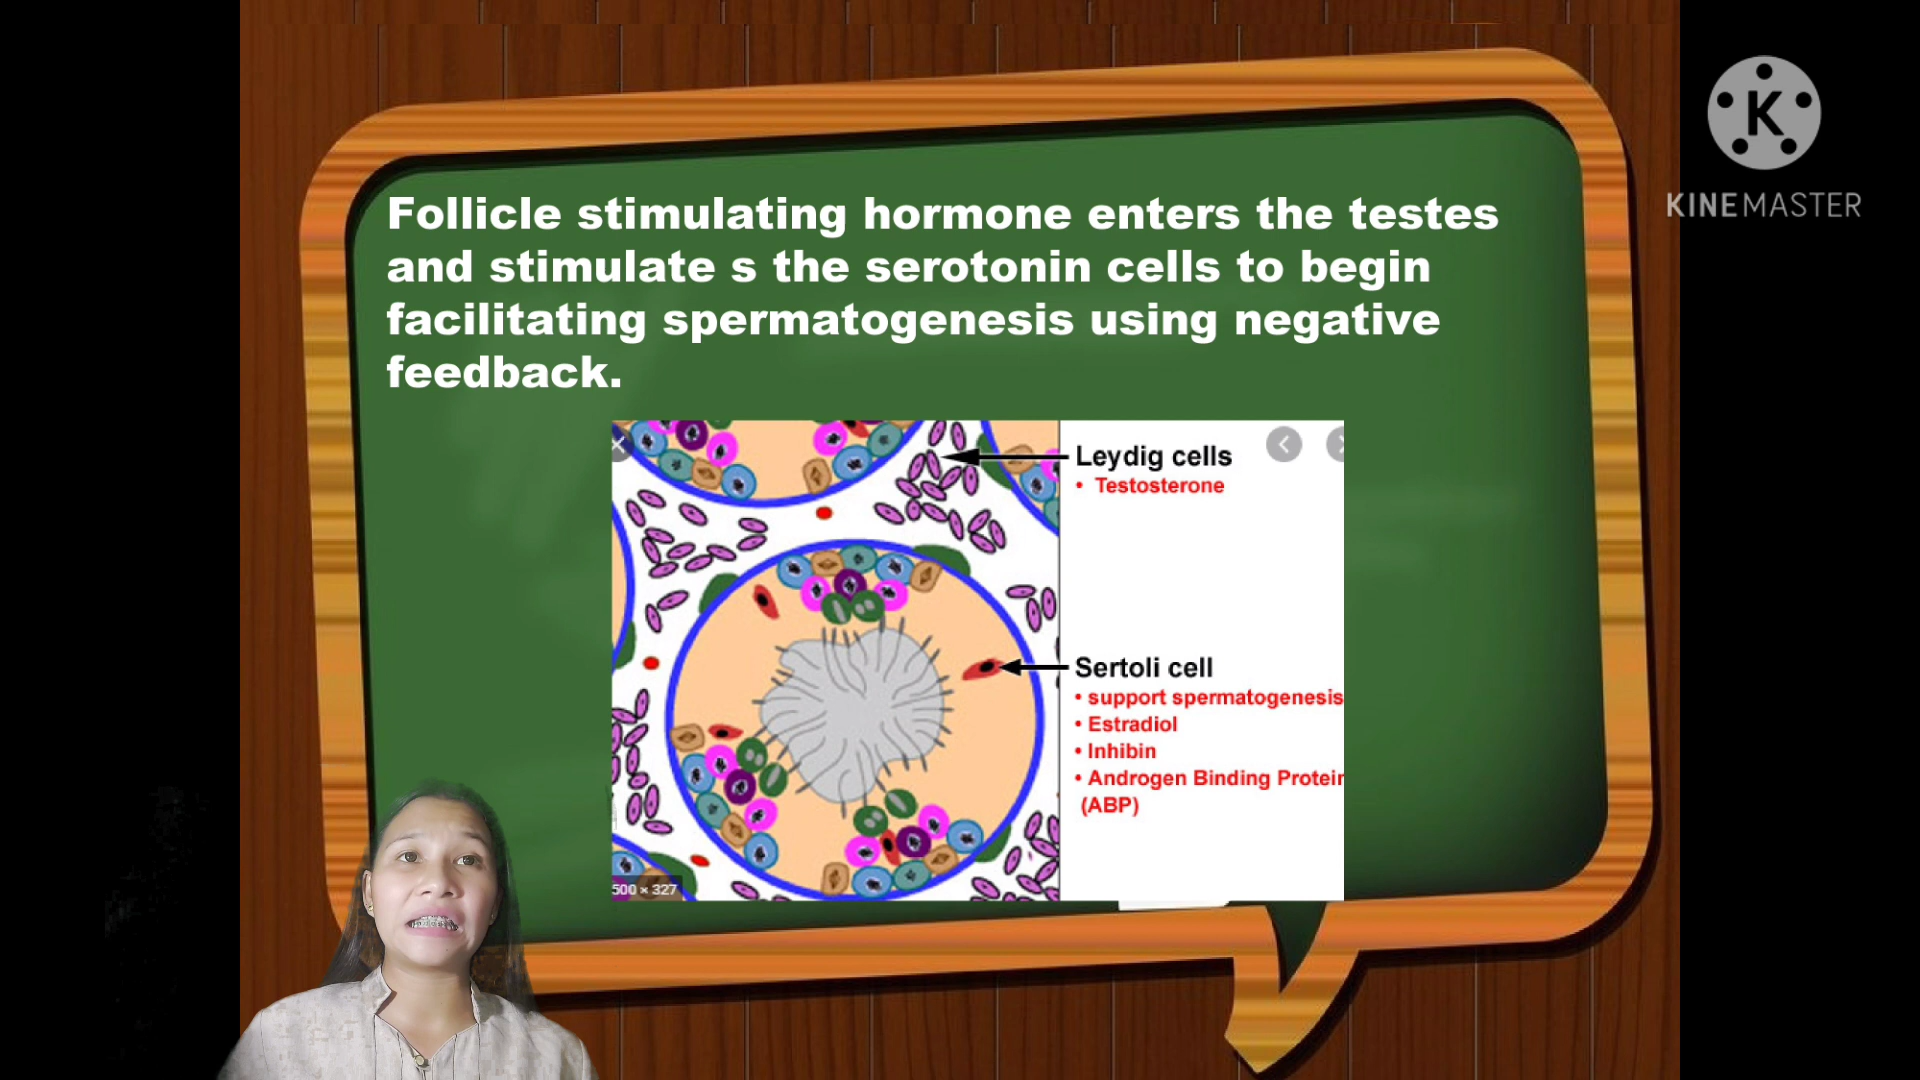 Follicle stimulating hormone enters the testes
and stimulate s the serotonin cells to begin
facilitating spermatogenesis using negative
feedback.
K
KINEMASTER
Leydig cells
• Testosterone
Sertoli cell
• support spermatogenesis
• Estradiol
• Inhibin
• Androgen Binding Protein
(ABP)
500 × 327